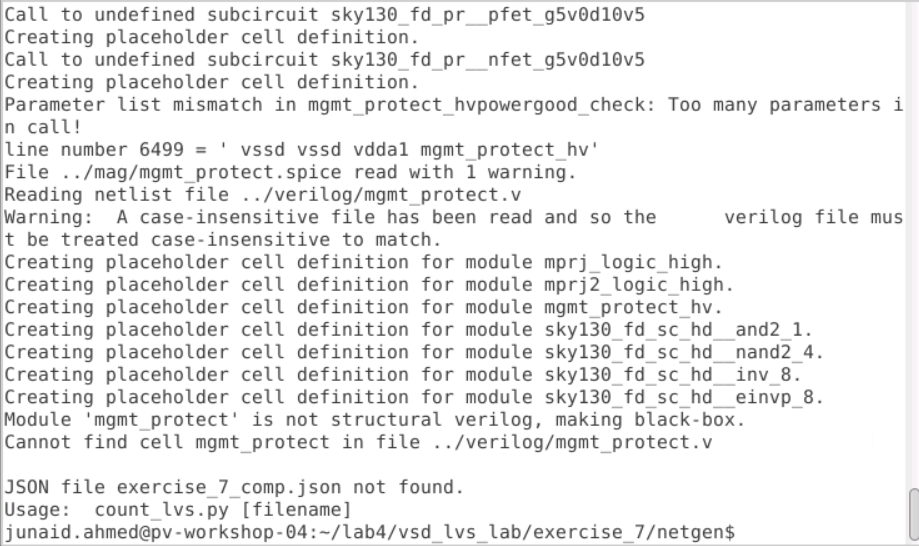 Call to undefined subcircuit sky130_fd_pr__pfet_g5v0d10v5
Creating placeholder cell definition.
Call to undefined subcircuit sky130_fd_pr__nfet_g5v0d10v5
Creating placeholder cell definition.
Parameter list mismatch in mgmt_protect_hvpowergood_check: Too many parameters i
n call!
line number 6499 = ' vssd vssd vdda1 mgmt_protect_hv'
File ../mag/mgmt_protect.spice read with 1 warning.
Reading netlist file ../verilog/mgmt_protect.v
Warning:  A case-insensitive file has been read and so the      verilog file mus
t be treated case-insensitive to match.
Creating placeholder cell definition for module mprj_logic_high.
Creating placeholder cell definition for module mprj2_logic_high.
Creating placeholder cell definition for module mgmt_protect_hv.
Creating placeholder cell definition for module sky130_fd_sc_hd__and2_1.
Creating placeholder cell definition for module sky130_fd_sc_hd__nand2_4.
Creating placeholder cell definition for module sky130_fd_sc_hd__inv_8.
Creating placeholder cell definition for module sky130_fd_sc_hd__einvp_8.
Module 'mgmt_protect' is not structural verilog, making black-box.
Cannot find cell mgmt_protect in file ../verilog/mgmt_protect.v

JSON file exercise_7_comp.json not found.
Usage:  count_lvs.py [filename]
junaid.ahmed@pv-workshop-04:~/lab4/vsd_lvs_lab/exercise_7/netgen$